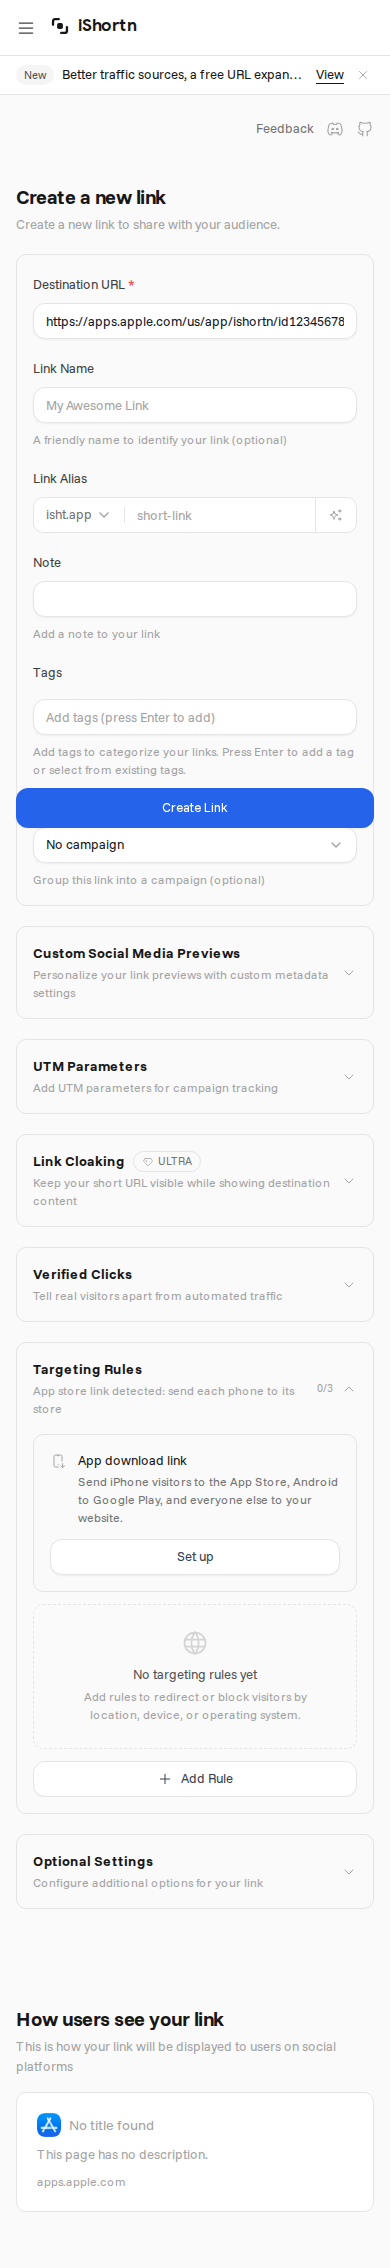 iShortn
New Better traffic sources, a free URL expan... View
Feedback
Create a new link
Create a new link to share with your audience.
Destination URL *
https://apps.apple.com/us/app/ishortn/id12345678
Link Name
My Awesome Link
A friendly name to identify your link (optional)
Link Alias
isht.app short-link
Note
Add a note to your link
Tags
Add tags (press Enter to add)
Add tags to categorize your links. Press Enter to add a tag
or select from existing tags.
Create Link
No campaign
Group this link into a campaign (optional)
Custom Social Media Previews
Personalize your link previews with custom metadata
settings
UTM Parameters
Add UTM parameters for campaign tracking
Link Cloaking ULTRA
Keep your short URL visible while showing destination
content
Verified Clicks
Tell real visitors apart from automated traffic
Targeting Rules
App store link detected: send each phone to its
store
0/3
App download link
Send iPhone visitors to the App Store, Android
to Google Play, and everyone else to your
website.
Set up
No targeting rules yet
Add rules to redirect or block visitors by
location, device, or operating system.
Add Rule
Optional Settings
Configure additional options for your link
How users see your link
This is how your link will be displayed to users on social
platforms
No title found
This page has no description.
apps.apple.com